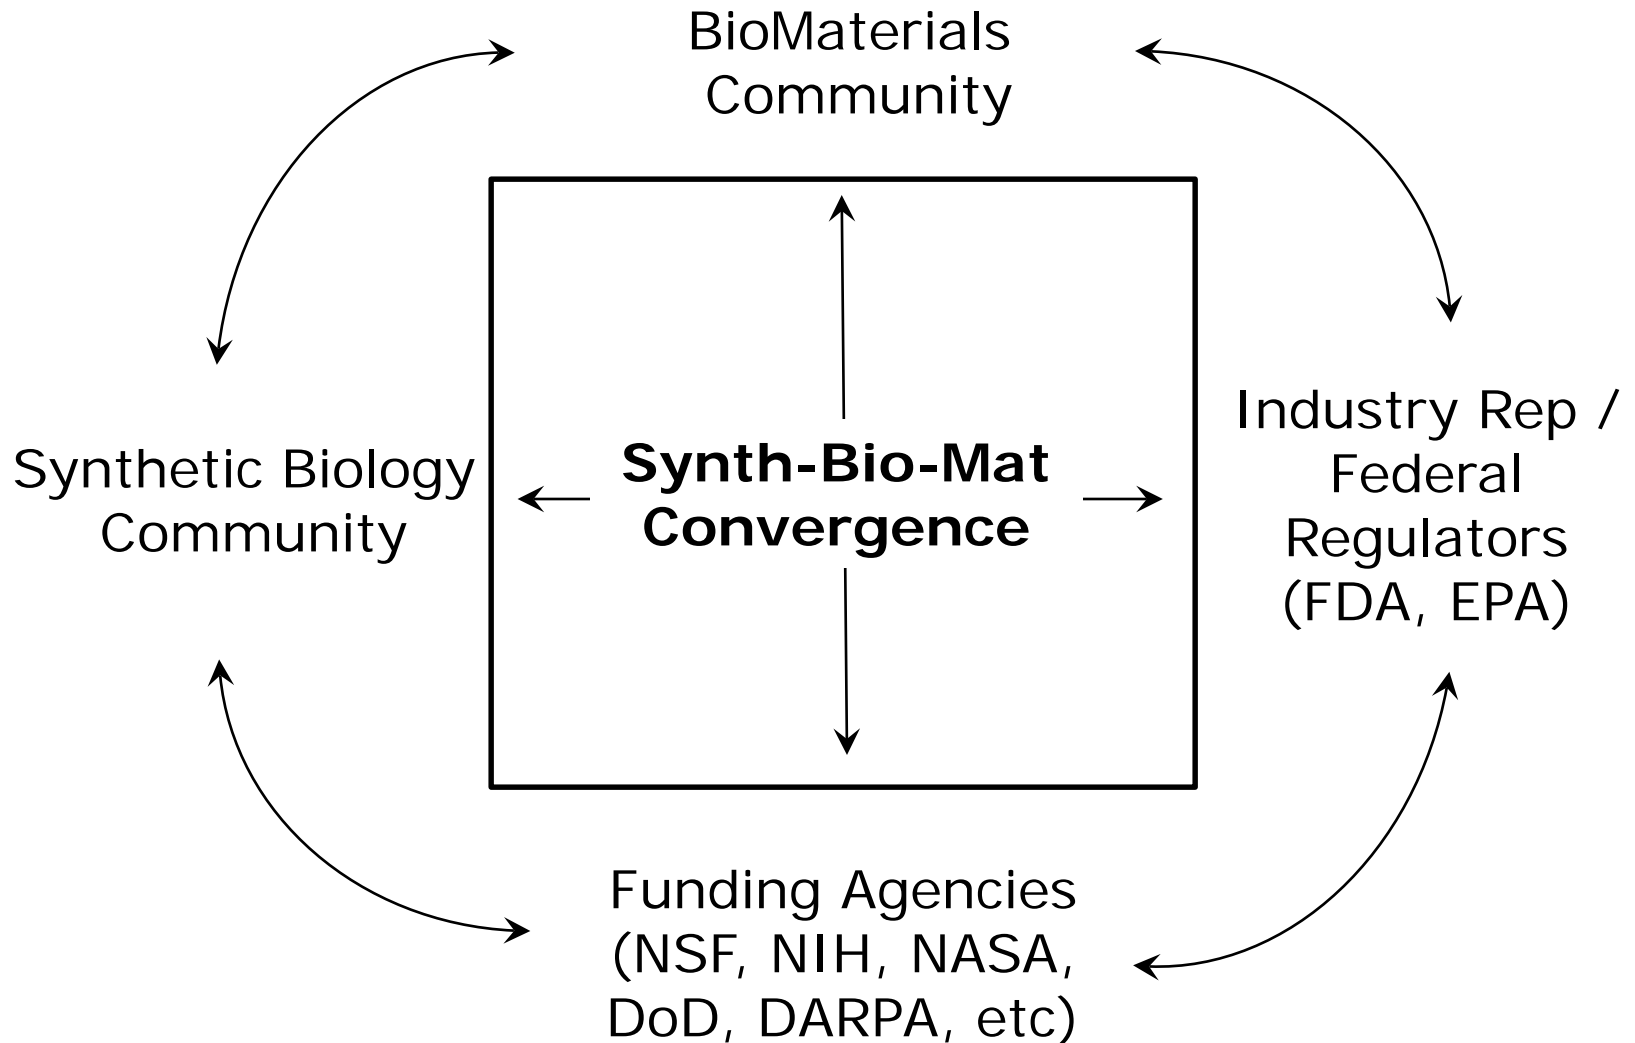 BioMaterials
Community
Synthetic Biology
Community
Synth-Bio-Mat
Convergence
Industry Rep /
Federal
Regulators
(FDA, EPA)
Funding Agencies
(NSF, NIH, NASA,
DoD, DARPA, etc)